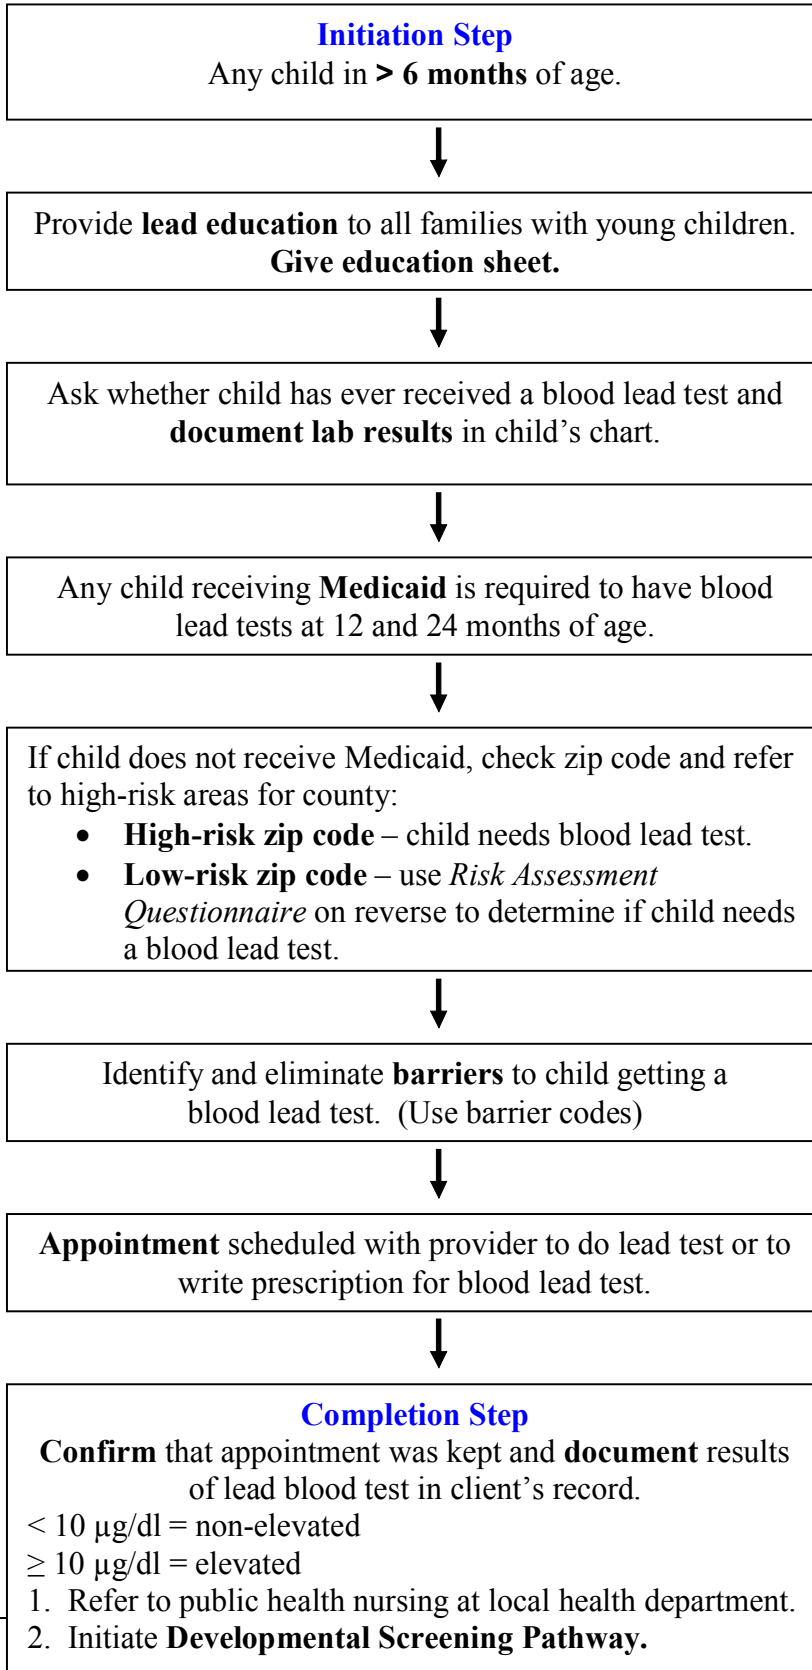 Initiation Step
Any child in > 6 months of age.
Provide lead education to all families with young children.
Give education sheet.
Ask whether child has ever received a blood lead test and
document lab results in child’s chart.
Any child receiving Medicaid is required to have blood
lead tests at 12 and 24 months of age.
If child does not receive Medicaid, check zip code and refer
to high-risk areas for county:
• High-risk zip code – child needs blood lead test.
• Low-risk zip code – use Risk Assessment
Questionnaire on reverse to determine if child needs
a blood lead test.
Identify and eliminate barriers to child getting a
blood lead test.  (Use barrier codes)
Appointment scheduled with provider to do lead test or to
write prescription for blood lead test.
Completion Step
Confirm that appointment was kept and document results
of lead blood test in client’s record.
< 10 µg/dl = non-elevated
≥ 10 µg/dl = elevated
1. Refer to public health nursing at local health department.
2. Initiate Developmental Screening Pathway.